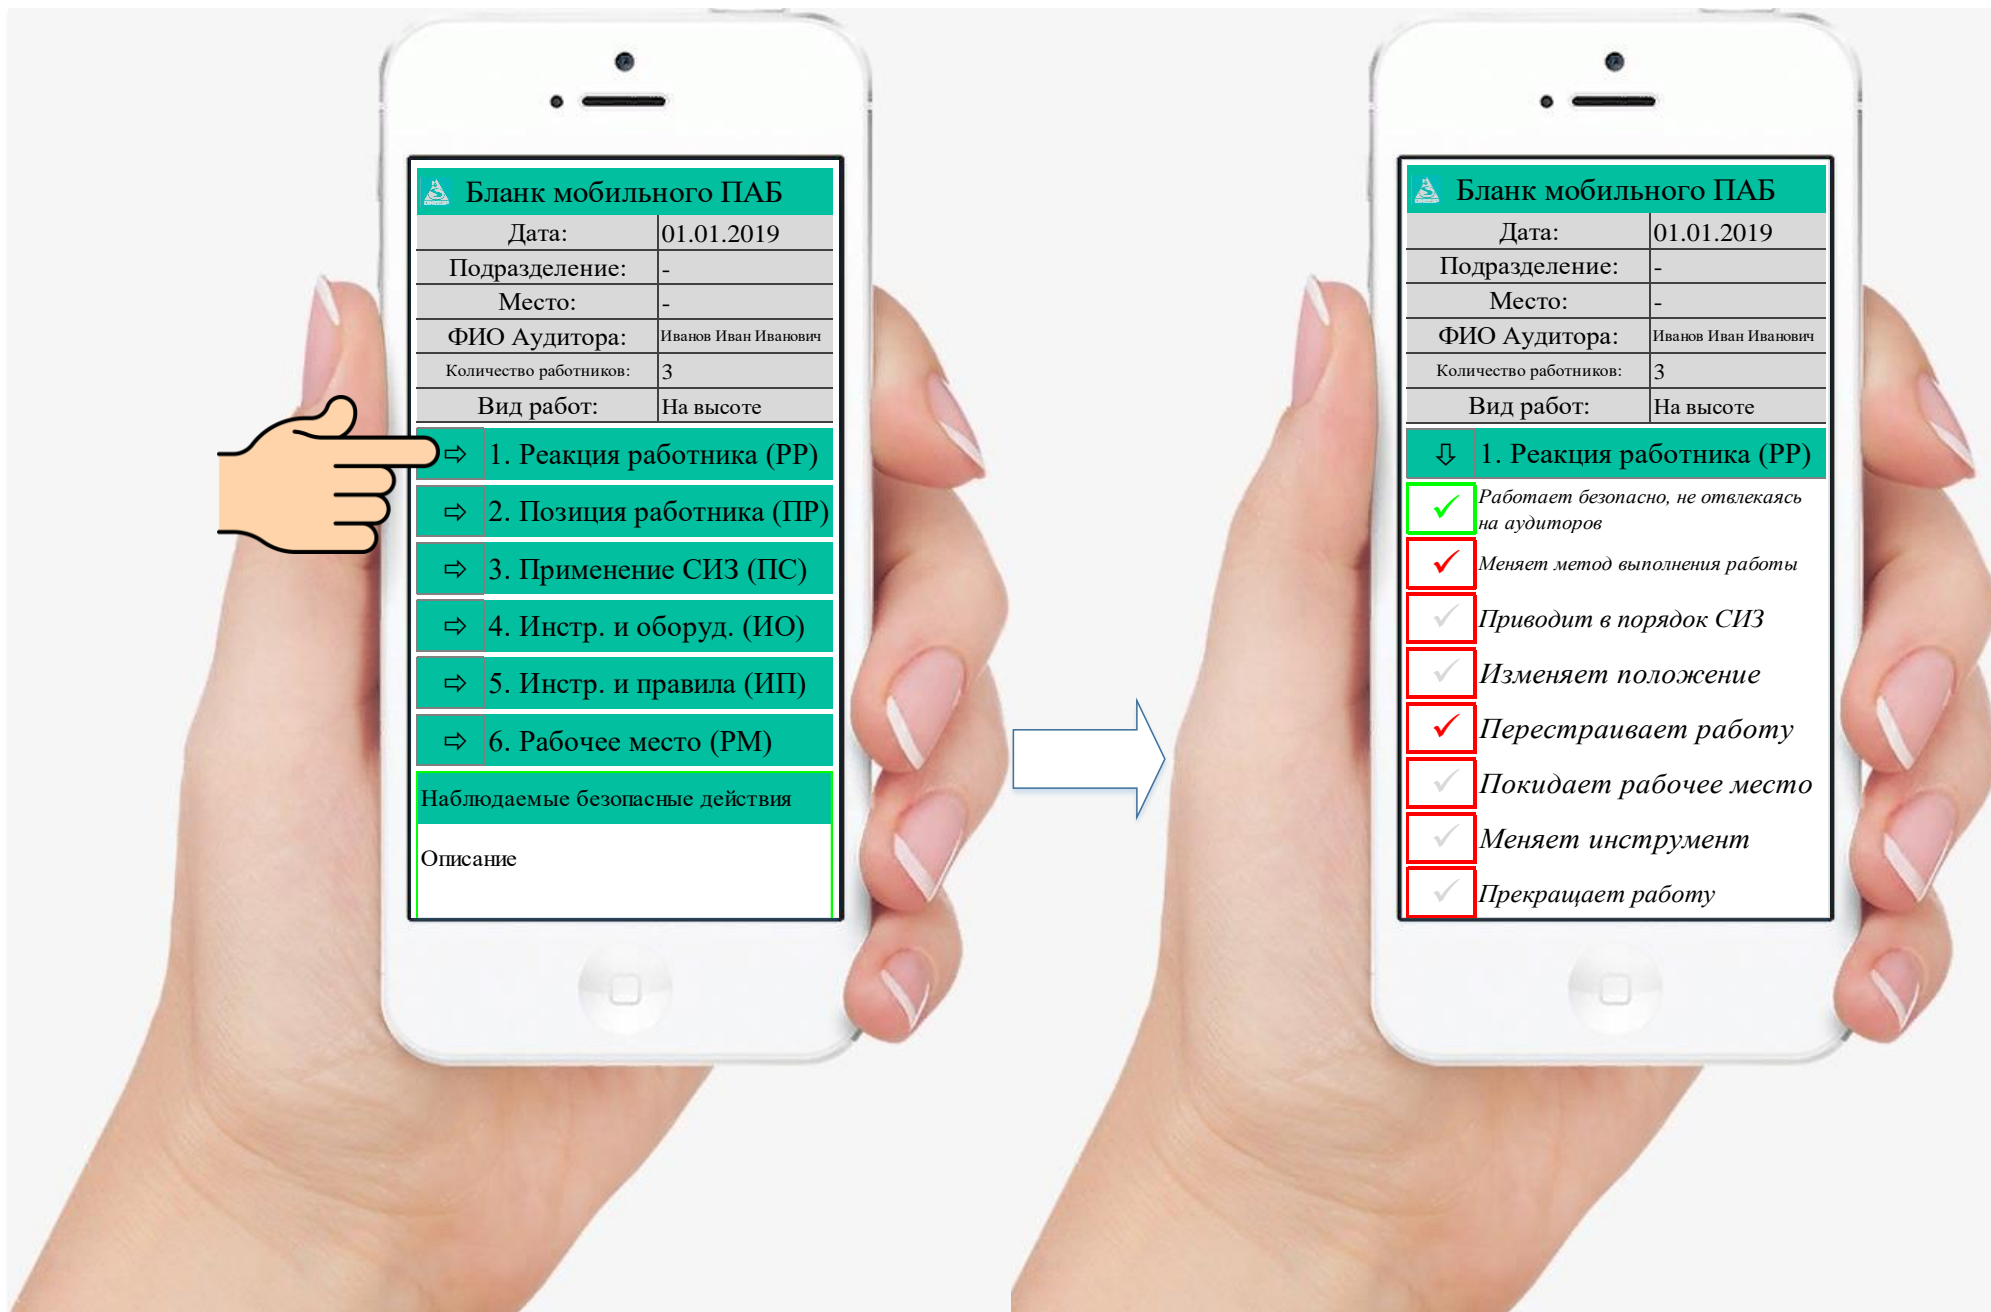 Бланк мобильного ПАБ
Дата: 01.01.2019
Подразделение: -
Место: -
ФИО Аудитора: Иванов Иван Иванович
Количество работников: 3
Вид работ: На высоте
⇨ 1. Реакция работника (РР)
⇨ 2. Позиция работника (ПР)
⇨ 3. Применение СИЗ (ПС)
⇨ 4. Инстр. и оборуд. (ИО)
⇨ 5. Инстр. и правила (ИП)
⇨ 6. Рабочее место (РМ)
Наблюдаемые безопасные действия
Описание
Бланк мобильного ПАБ
Дата: 01.01.2019
Подразделение: -
Место: -
ФИО Аудитора: Иванов Иван Иванович
Количество работников: 3
Вид работ: На высоте
⇩ 1. Реакция работника (РР)
✓ Работает безопасно, не отвлекаясь
на аудиторов
✓ Меняет метод выполнения работы
✓ Приводит в порядок СИЗ
✓ Изменяет положение
✓ Перестраивает работу
✓ Покидает рабочее место
✓ Меняет инструмент
✓ Прекращает работу